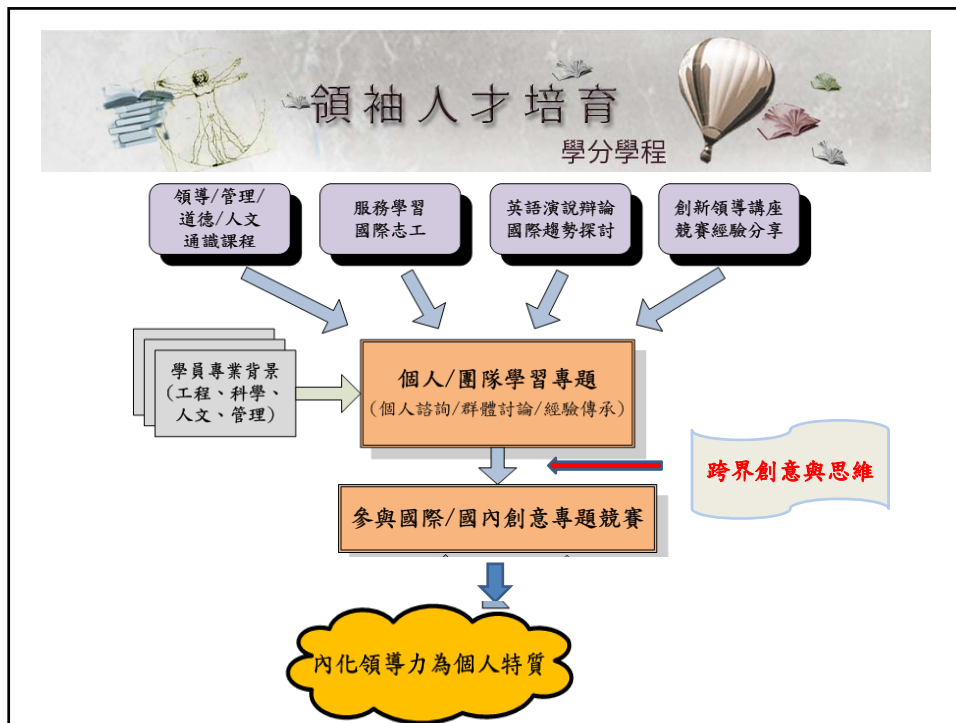 領袖人才培育
學分學程
領導/管理/
道德/人文
通識課程
服務學習
國際志工
英語演說辯論
國際趨勢探討
創新領導講座
競賽經驗分享
學員專業背景
(工程、科學、
人文、管理)
個人/團隊學習專題
(個人諮詢/群體討論/經驗傳承)
跨界創意與思維
參與國際/國內創意專題競賽
內化領導力為個人特質